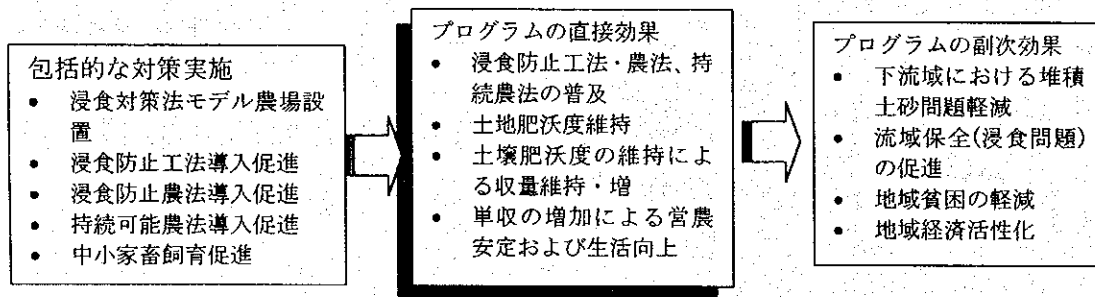 包括的な対策実施
• 浸食対策法モデル農場設
置
• 浸食防止工法導入促進
• 浸食防止農法導入促進
• 持続可能農法導入促進
• 中小家畜飼育促進
プログラムの直接効果
• 浸食防止工法・農法、持
続農法の普及
• 土地肥沃度維持
• 土壌肥沃度の維持によ
る収量維持・増
• 単収の増加による営農
安定および生活向上
プログラムの副次効果
• 下流域における堆積
土砂問題軽減
• 流域保全(浸食問題)
の促進
• 地域貧困の軽減
• 地域経済活性化